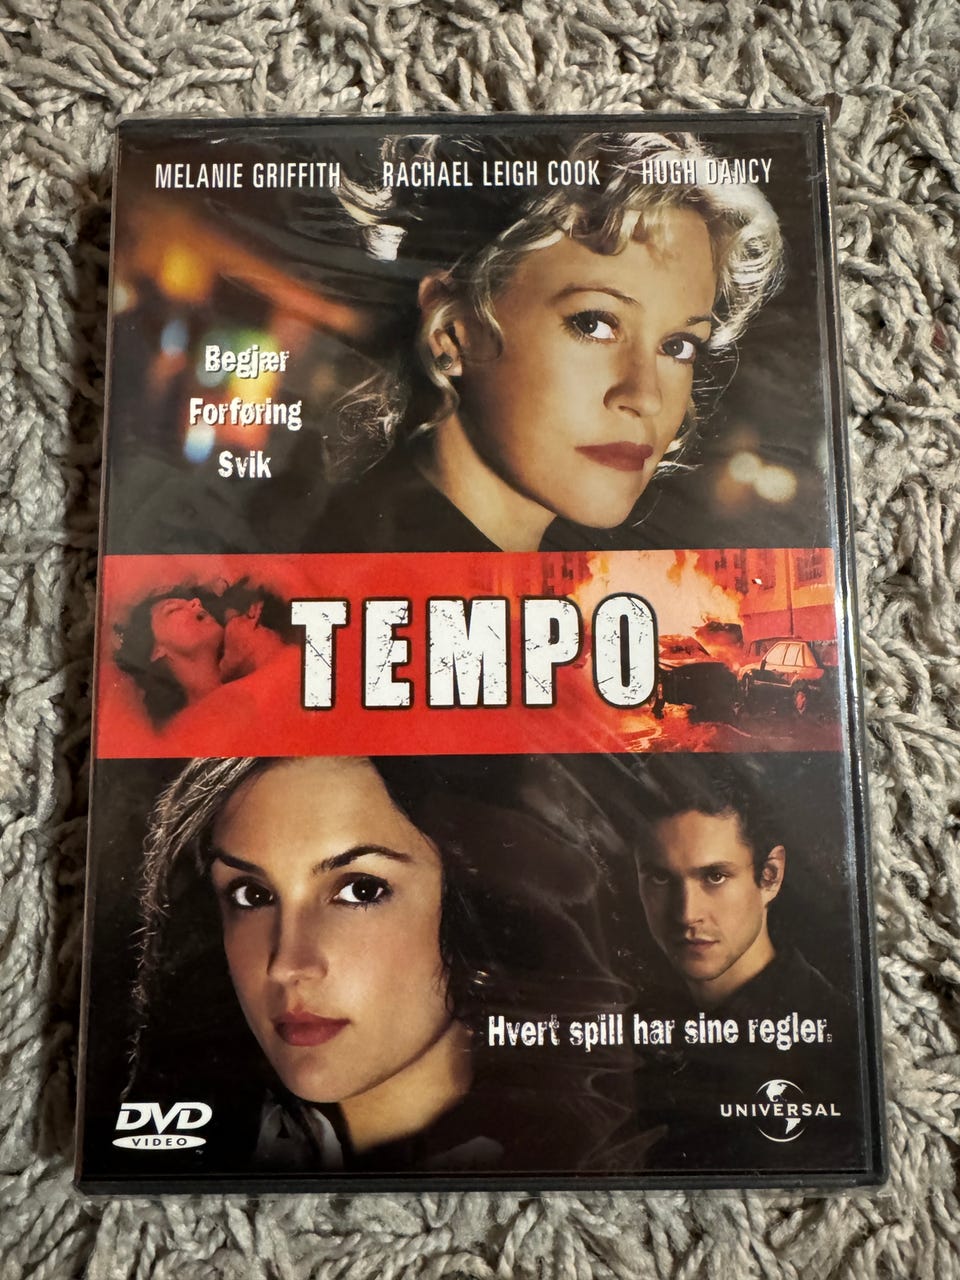 MELANIE GRIFFITH RACHAEL LEIGH COOK HUGH DANCY
Begjær
Forføring
Svik
TEMPO
Hvert spill har sine regler.
DVD
VIDEO
UNIVERSAL